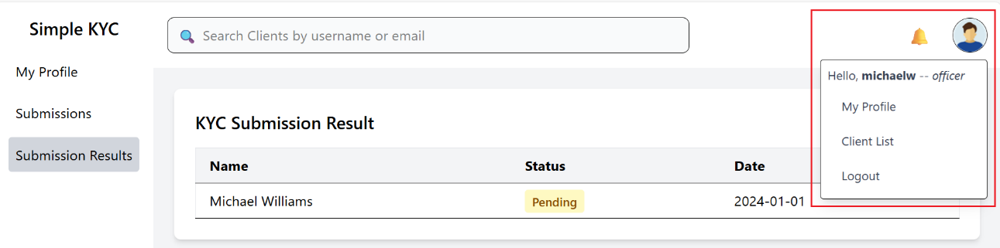 Simple KYC
Search Clients by username or email
My Profile
Submissions
Submission Results
Hello, michaelw -- officer
My Profile
Client List
Logout
KYC Submission Result
Name Status Date
Michael Williams Pending 2024-01-01